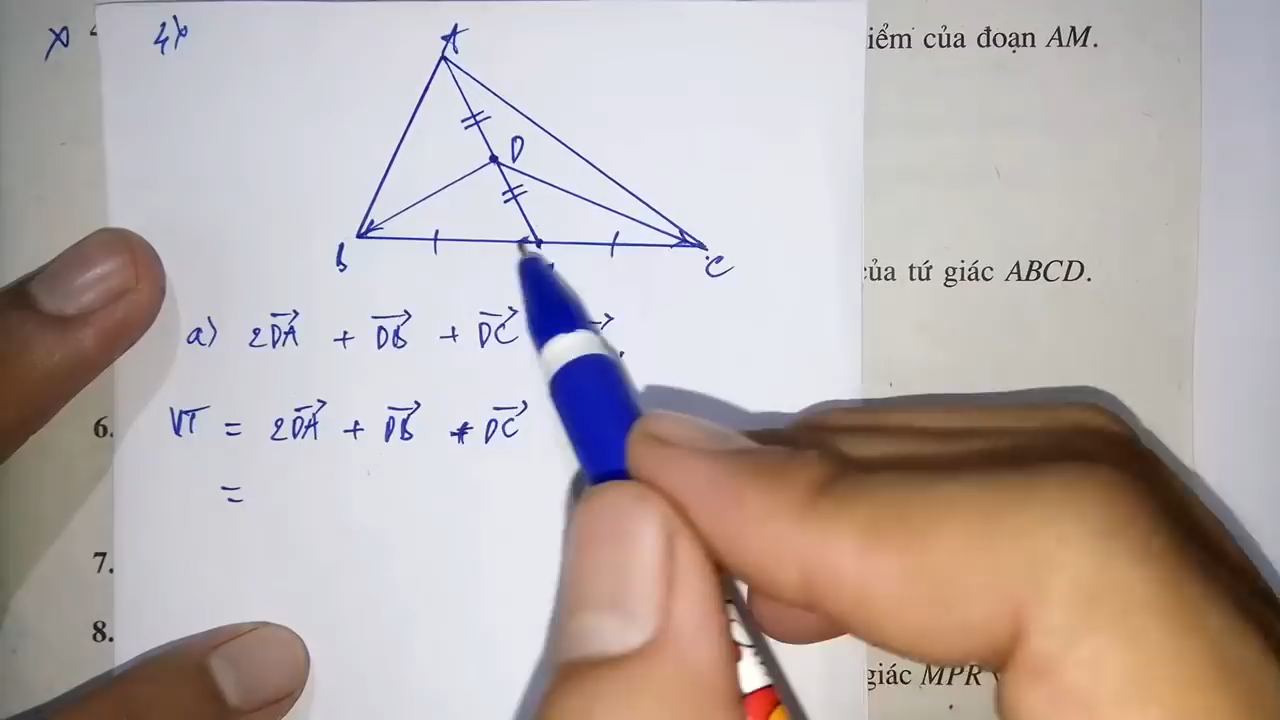 4)
iểm của đoạn AM.
A
D
B
C
của tứ giác ABCD.
a) 2DA⃗ + DB⃗ + DC⃗
6.
VT = 2DA⃗ + DB⃗ + DC⃗
=
7.
8.
giác MPR